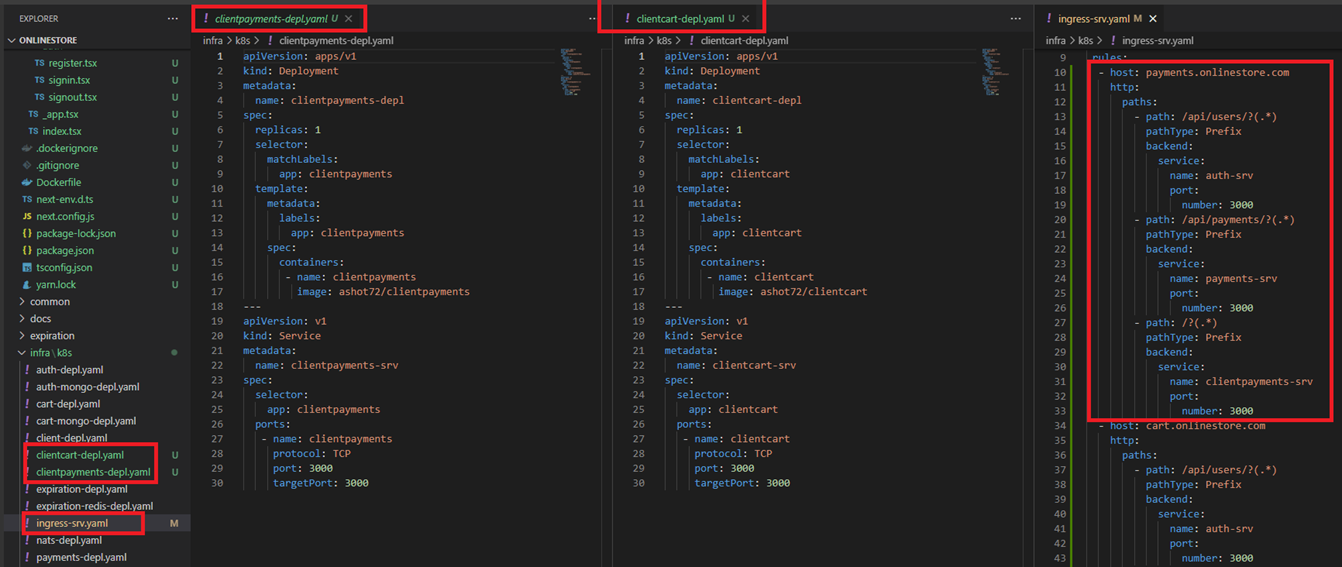 EXPLORER
ONLINESTORE
TS register.tsx U
TS signin.tsx U
TS signout.tsx U
TS _app.tsx U
TS index.tsx U
.dockerignore U
.gitignore U
Dockerfile U
TS next-env.d.ts U
JS next.config.js U
{} package-lock.json U
{} package.json U
tsconfig.json U
yarn.lock U
> common
> docs
> expiration
infra \ k8s
! auth-depl.yaml
! auth-mongo-depl.yaml
! cart-depl.yaml
! cart-mongo-depl.yaml
! client-depl.yaml
! clientcart-depl.yaml U
! clientpayments-depl.yaml U
! expiration-depl.yaml
! expiration-redis-depl.yaml
! ingress-srv.yaml M
! nats-depl.yaml
! payments-depl.yaml
! clientpayments-depl.yaml U
infra > k8s > ! clientpayments-depl.yaml
1 apiVersion: apps/v1
2 kind: Deployment
3 metadata:
4 name: clientpayments-depl
5 spec:
6 replicas: 1
7 selector:
8 matchLabels:
9 app: clientpayments
10 template:
11 metadata:
12 labels:
13 app: clientpayments
14 spec:
15 containers:
16 - name: clientpayments
17 image: ashot72/clientpayments
18 ---
19 apiVersion: v1
20 kind: Service
21 metadata:
22 name: clientpayments-srv
23 spec:
24 selector:
25 app: clientpayments
26 ports:
27 - name: clientpayments
28 protocol: TCP
29 port: 3000
30 targetPort: 3000
! clientcart-depl.yaml U
infra > k8s > ! clientcart-depl.yaml
1 apiVersion: apps/v1
2 kind: Deployment
3 metadata:
4 name: clientcart-depl
5 spec:
6 replicas: 1
7 selector:
8 matchLabels:
9 app: clientcart
10 template:
11 metadata:
12 labels:
13 app: clientcart
14 spec:
15 containers:
16 - name: clientcart
17 image: ashot72/clientcart
18 ---
19 apiVersion: v1
20 kind: Service
21 metadata:
22 name: clientcart-srv
23 spec:
24 selector:
25 app: clientcart
26 ports:
27 - name: clientcart
28 protocol: TCP
29 port: 3000
30 targetPort: 3000
! ingress-srv.yaml M
infra > k8s > ! ingress-srv.yaml
9 rules:
10 - host: payments.onlinestore.com
11 http:
12 paths:
13 - path: /api/users/?(.*)
14 pathType: Prefix
15 backend:
16 service:
17 name: auth-srv
18 port:
19 number: 3000
20 - path: /api/payments/?(.*)
21 pathType: Prefix
22 backend:
23 service:
24 name: payments-srv
25 port:
26 number: 3000
27 - path: /?(.*)
28 pathType: Prefix
29 backend:
30 service:
31 name: clientpayments-srv
32 port:
33 number: 3000
34 - host: cart.onlinestore.com
35 http:
36 paths:
37 - path: /api/users/?(.*)
38 pathType: Prefix
39 backend:
40 service:
41 name: auth-srv
42 port:
43 number: 3000